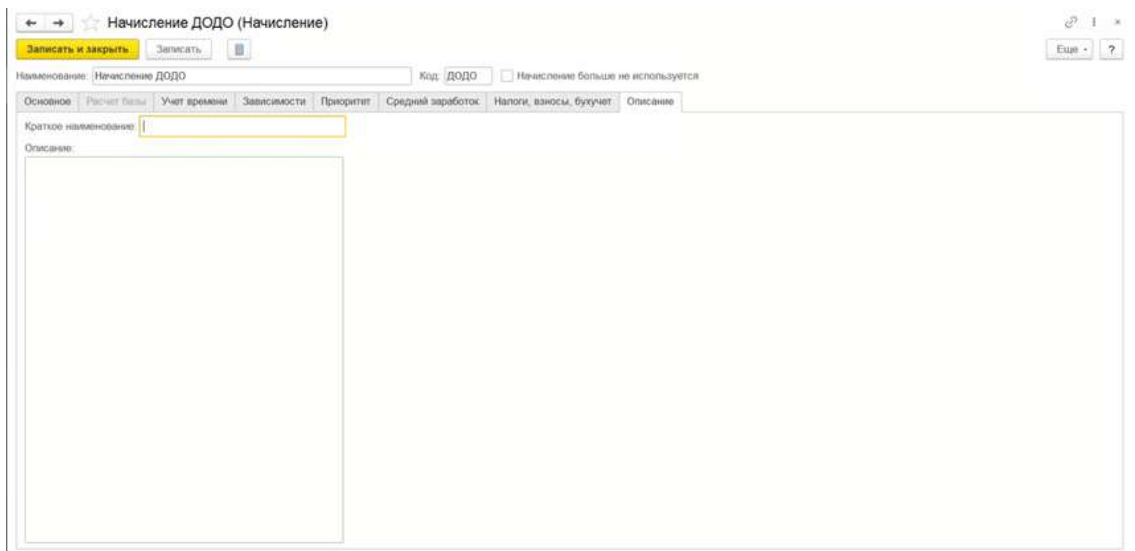 Начисление ДОДО (Начисление)
Записать и закрыть Записать Еще ?
Наименование: Начисление ДОДО Код: ДОДО Начисление больше не используется
Основное Расчет базы Учет времени Зависимости Приоритет Средний заработок Налоги, взносы, бухучет Описание
Краткое наименование:
Описание: